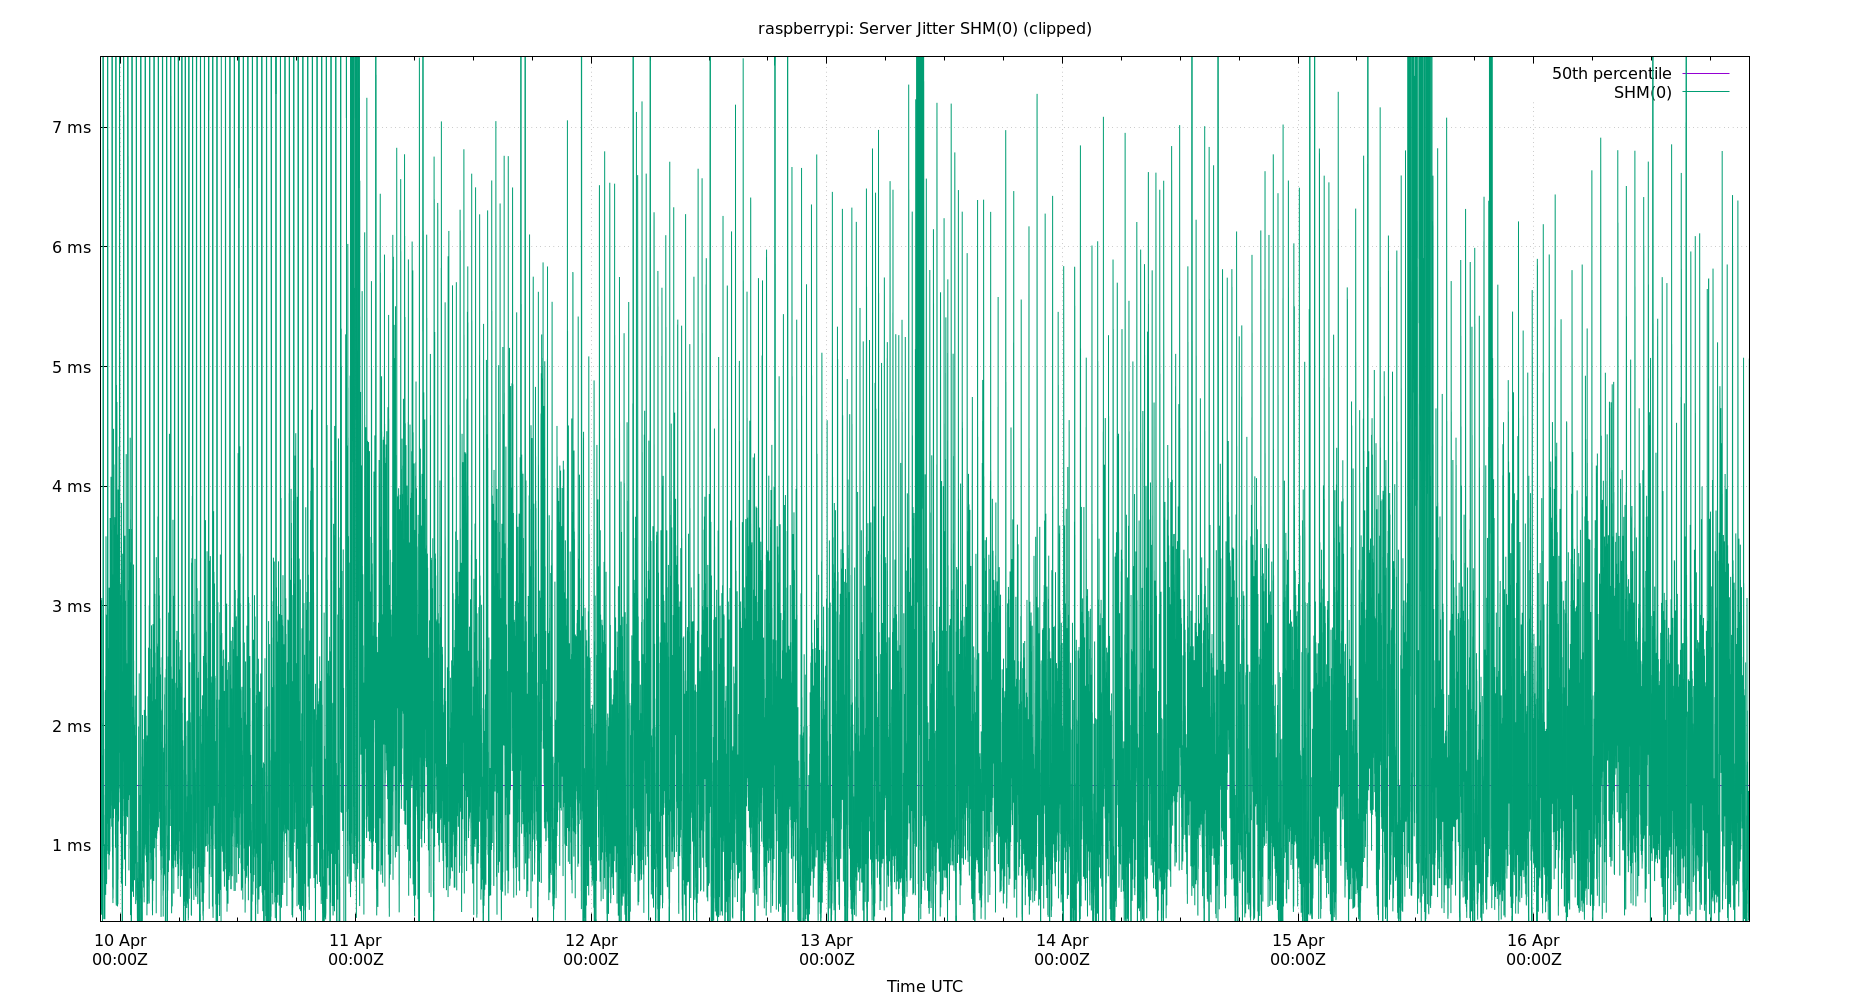 raspberrypi: Server Jitter SHM(0) (clipped)
50th percentile
SHM(0)
7 ms
6 ms
5 ms
4 ms
3 ms
2 ms
1 ms
10 Apr 11 Apr 12 Apr 13 Apr 14 Apr 15 Apr 16 Apr
00:00Z 00:00Z 00:00Z 00:00Z 00:00Z 00:00Z 00:00Z
Time UTC